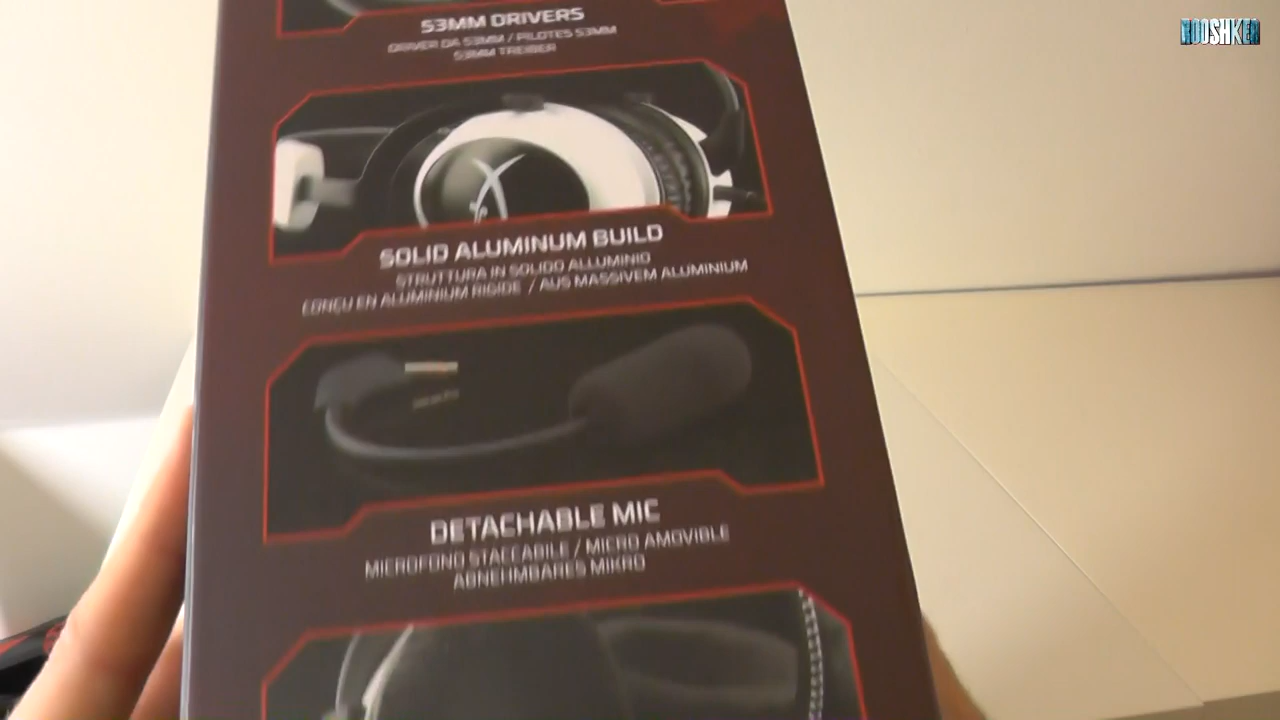 53MM DRIVERS
DRIVER DA 53MM / PILOTES 53MM
53MM TREIBER
SOLID ALUMINUM BUILD
STRUTTURA IN SOLIDO ALLUMINIO
CONÇU EN ALUMINIUM RIGIDE / AUS MASSIVEM ALUMINIUM
DETACHABLE MIC
MICROFONO STACCABILE / MICRO AMOVIBLE
ABNEHMBARES MIKRO
ROOSHKER